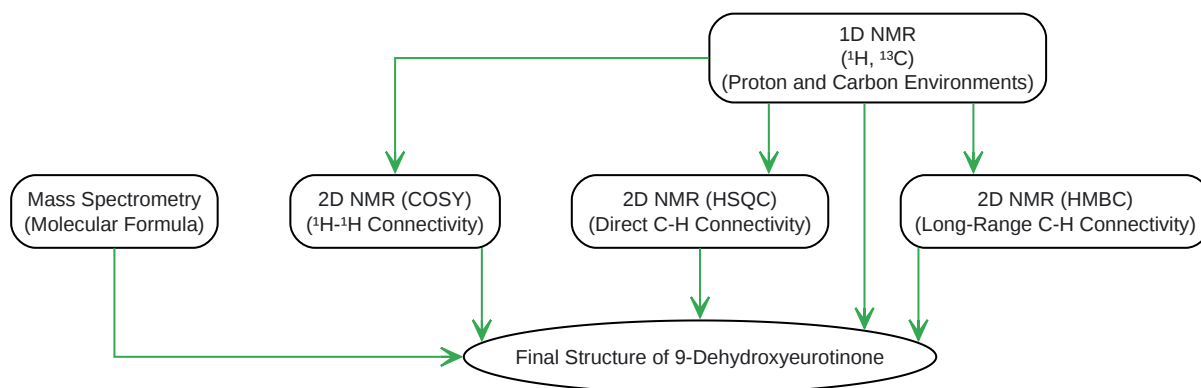 1D NMR
(¹H, ¹³C)
(Proton and Carbon Environments)
Mass Spectrometry
(Molecular Formula)
2D NMR (COSY)
(¹H-¹H Connectivity)
2D NMR (HSQC)
(Direct C-H Connectivity)
2D NMR (HMBC)
(Long-Range C-H Connectivity)
Final Structure of 9-Dehydroxyeurotinone